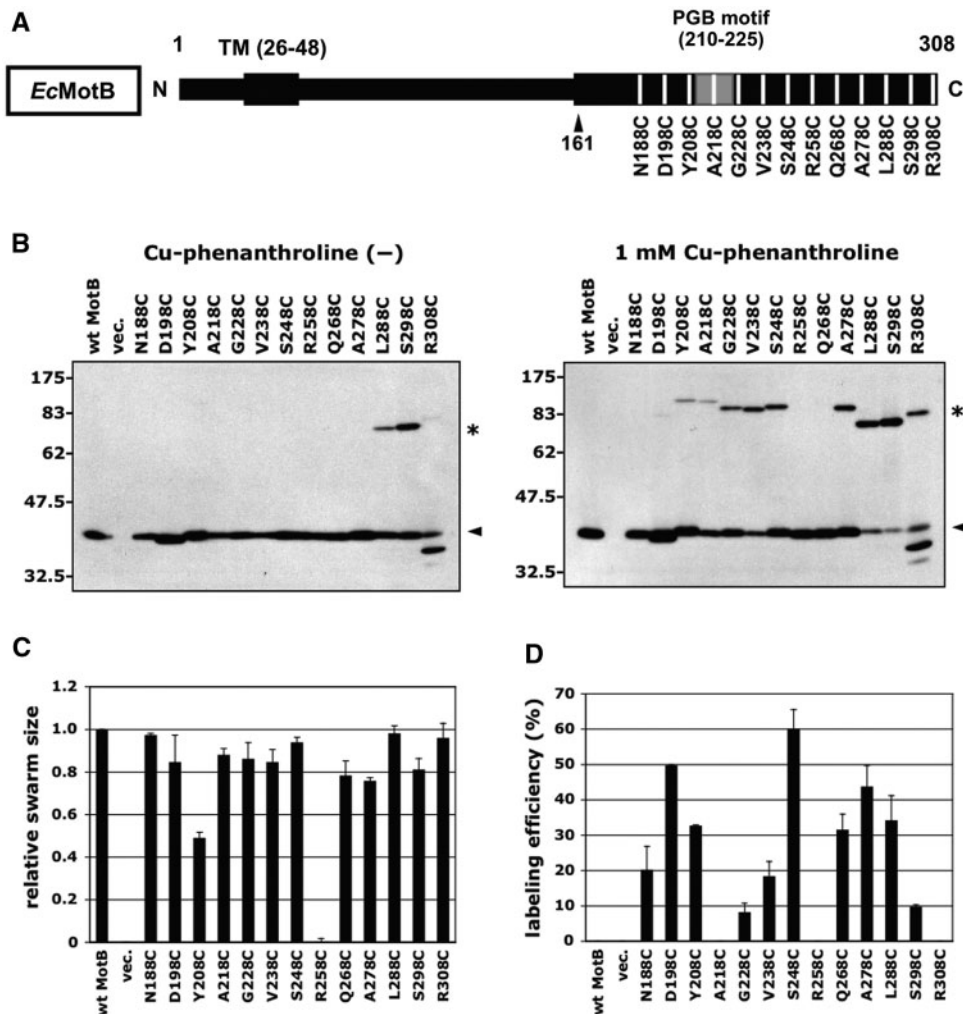 A
1
TM (26-48)
PGB motif
(210-225)
308
EcMotB
N
C
161
N188C
D198C
Y208C
A218C
G228C
V238C
S248C
R258C
Q268C
A278C
L288C
S298C
R308C
B
Cu-phenanthroline (−)
wt MotB
vec.
N188C
D198C
Y208C
A218C
G228C
V238C
S248C
R258C
Q268C
A278C
L288C
S298C
R308C
175-
83-
62-
47.5-
32.5-
*
1 mM Cu-phenanthroline
wt MotB
vec.
N188C
D198C
Y208C
A218C
G228C
V238C
S248C
R258C
Q268C
A278C
L288C
S298C
R308C
175-
83-
62-
47.5-
32.5-
*
C
relative swarm size
1.2
1.0
0.8
0.6
0.4
0.2
0
wt MotB
vec.
N188C
D198C
Y208C
A218C
G228C
V238C
S248C
R258C
Q268C
A278C
L288C
S298C
R308C
D
labeling efficiency (%)
70
60
50
40
30
20
10
0
wt MotB
vec.
N188C
D198C
Y208C
A218C
G228C
V238C
S248C
R258C
Q268C
A278C
L288C
S298C
R308C